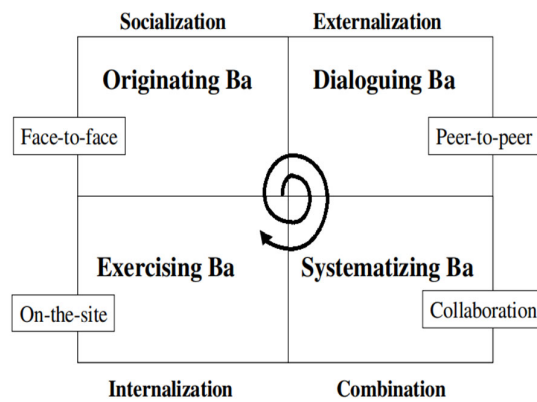 Socialization
Externalization
Originating Ba
Dialoguing Ba
Face-to-face
Peer-to-peer
Exercising Ba
Systematizing Ba
On-the-site
Collaboration
Internalization
Combination